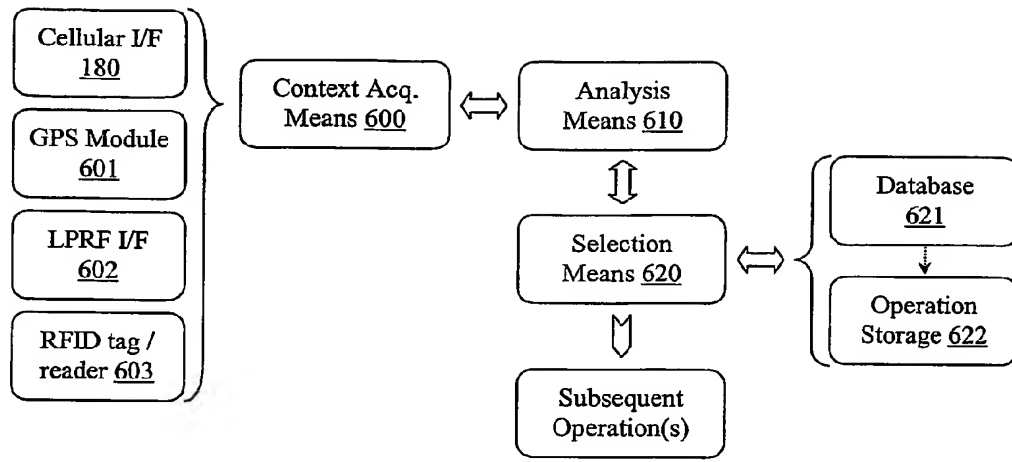 Cellular I/F
180
GPS Module
601
LPRF I/F
602
RFID tag /
reader 603
Context Acq.
Means 600
Analysis
Means 610
Selection
Means 620
Subsequent
Operation(s)
Database
621
Operation
Storage 622